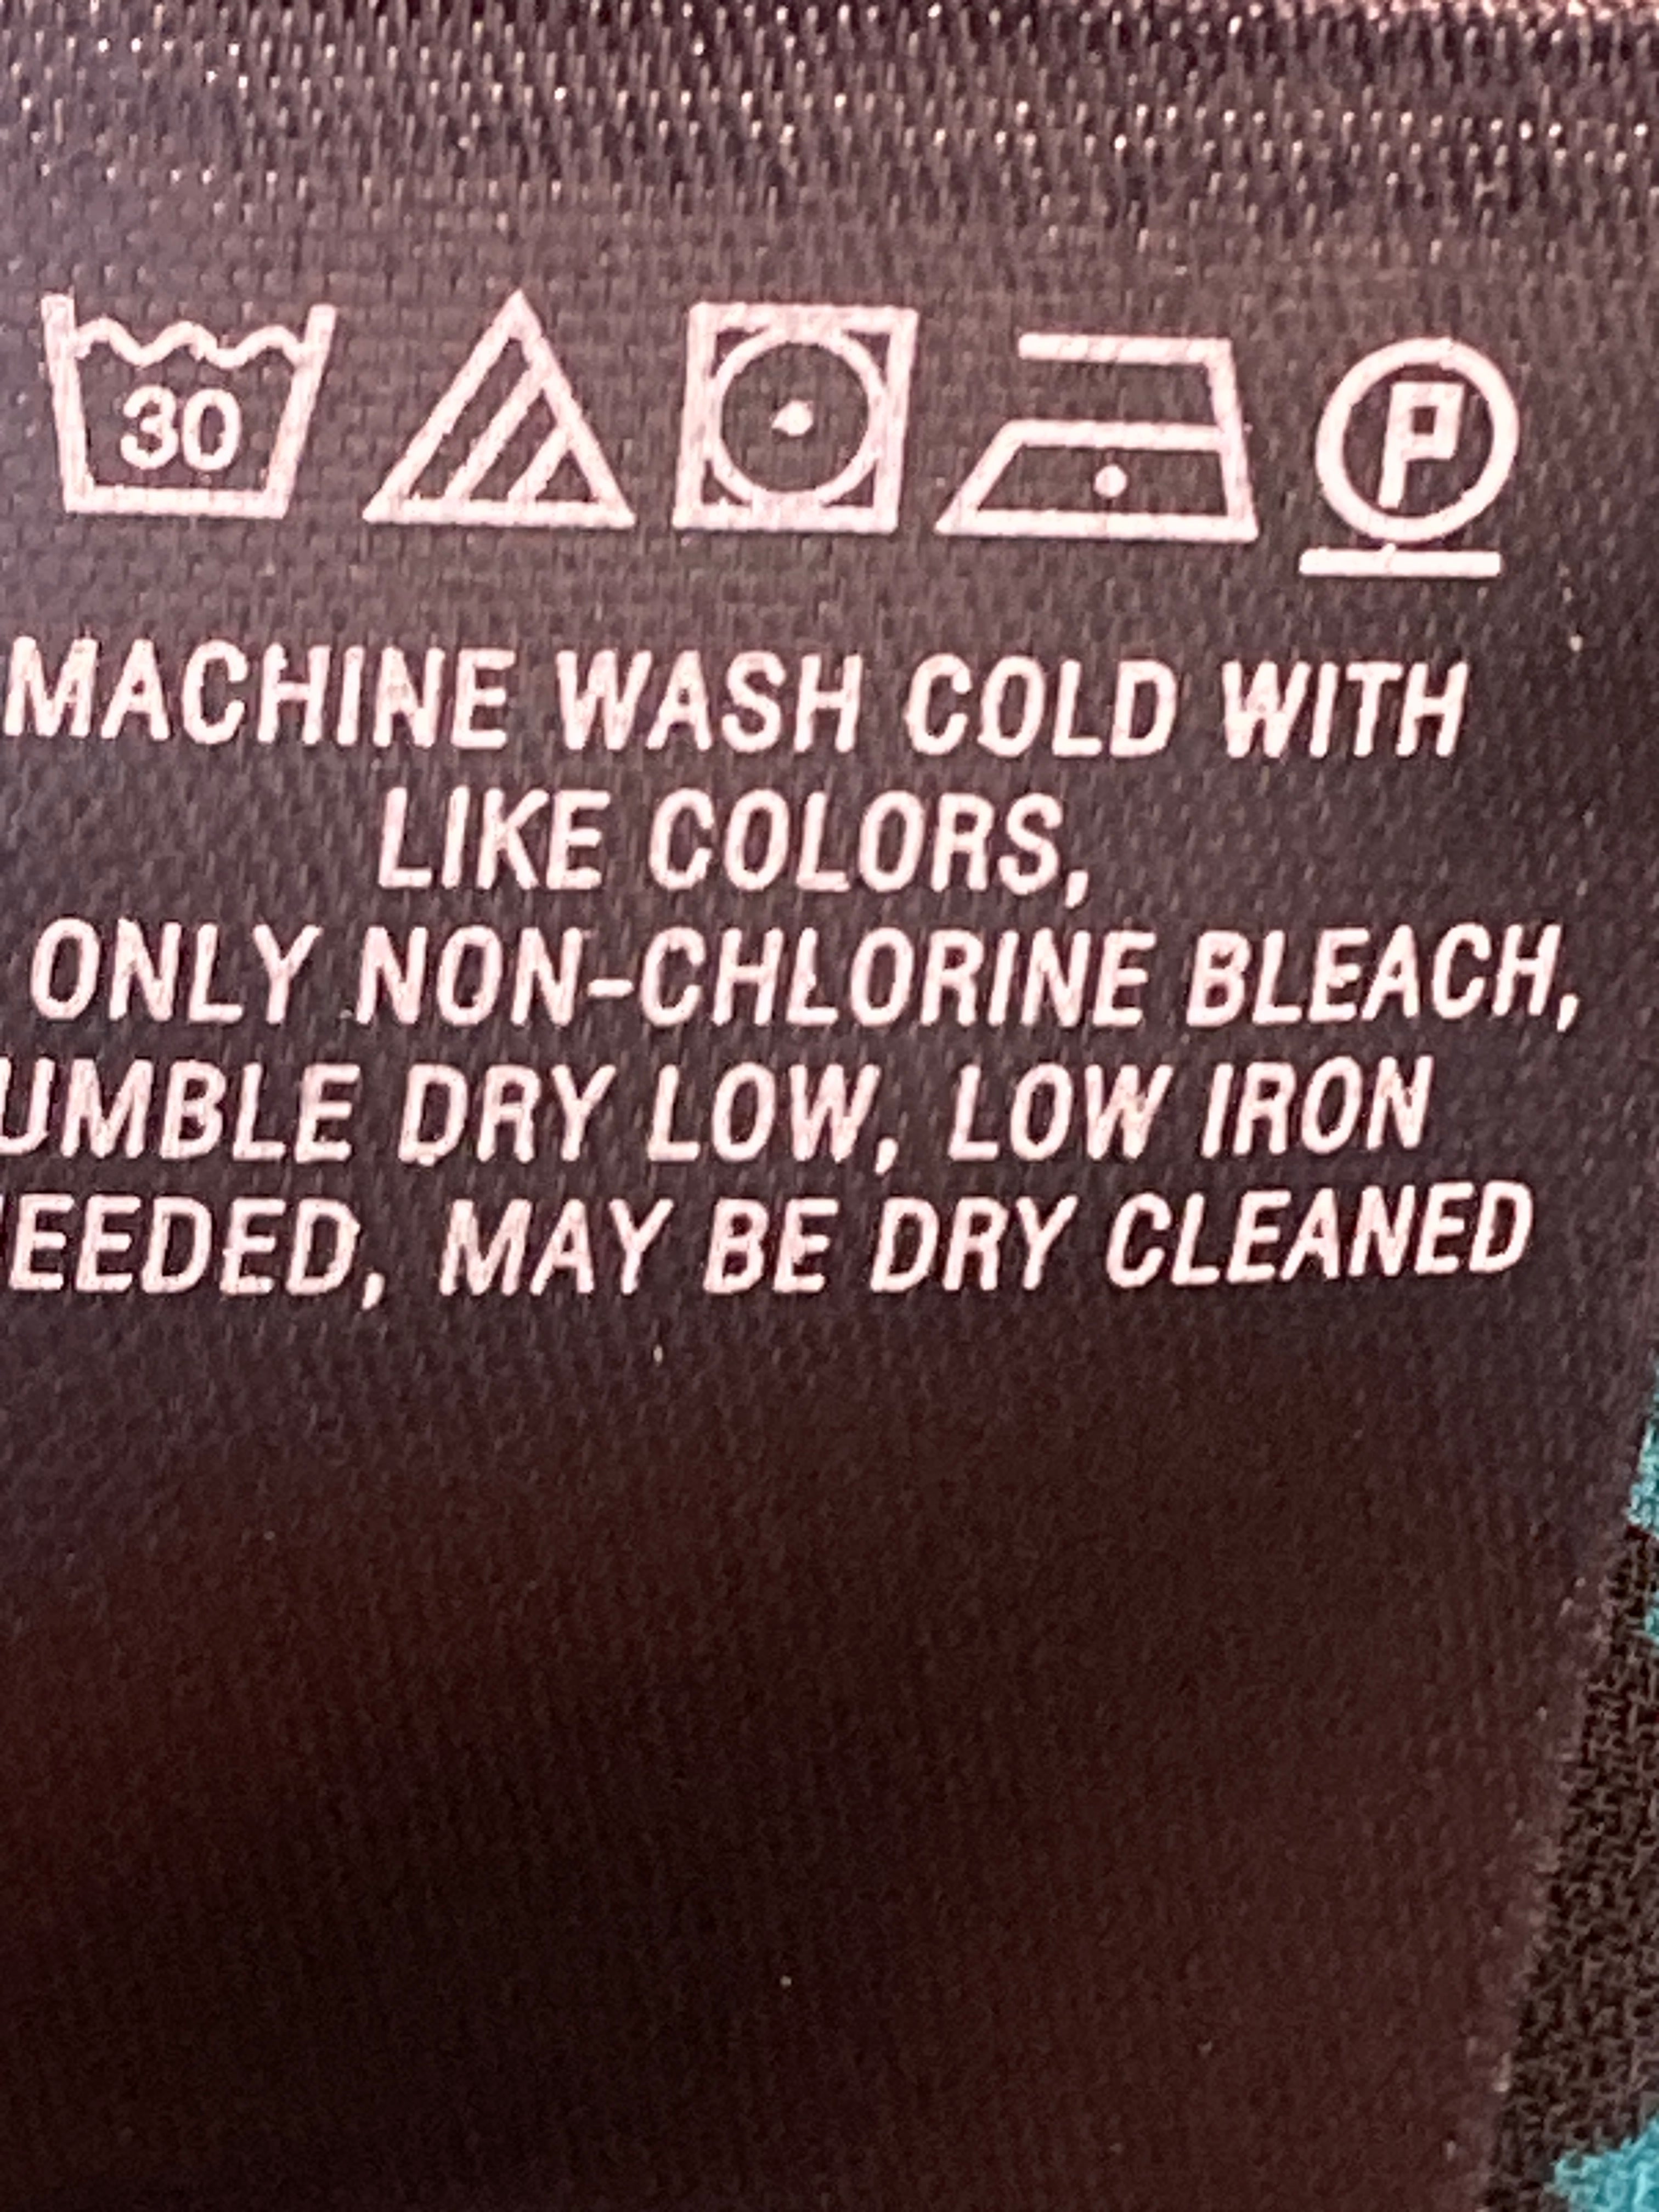 30
P
MACHINE WASH COLD WITH
LIKE COLORS,
ONLY NON-CHLORINE BLEACH,
UMBLE DRY LOW, LOW IRON
EEDED, MAY BE DRY CLEANED